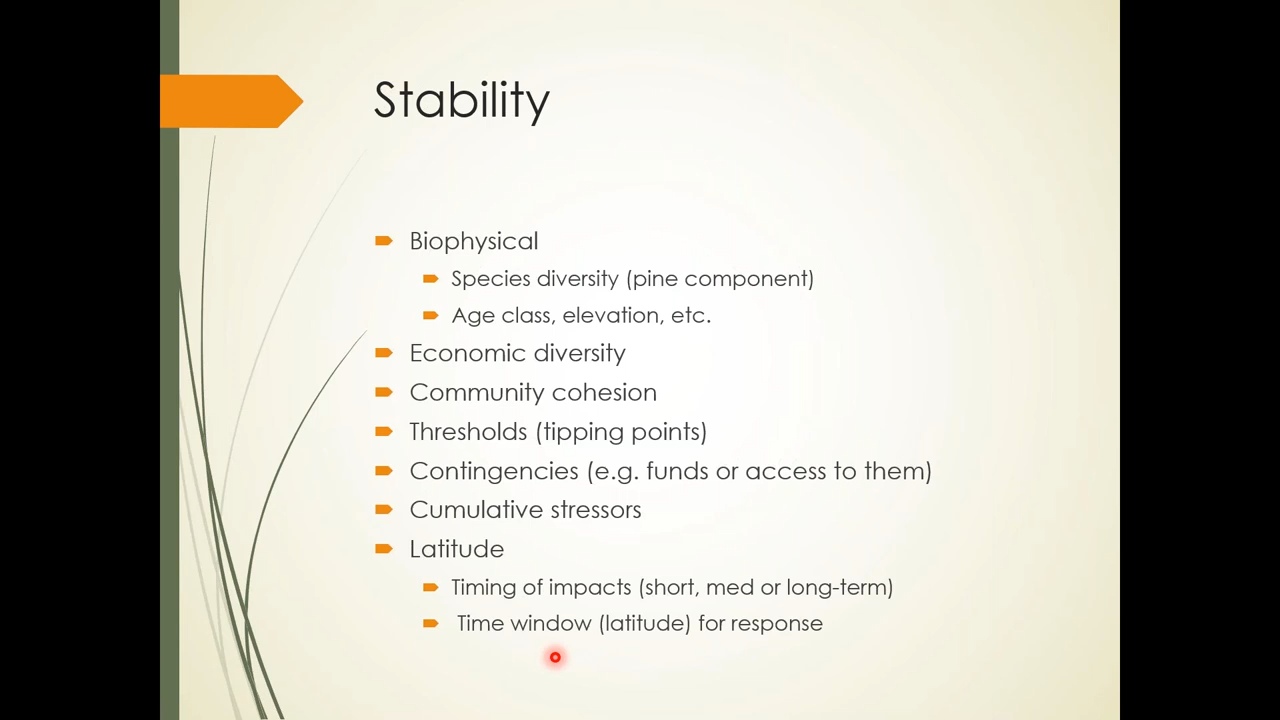 Stability
Biophysical
Species diversity (pine component)
Age class, elevation, etc.
Economic diversity
Community cohesion
Thresholds (tipping points)
Contingencies (e.g. funds or access to them)
Cumulative stressors
Latitude
Timing of impacts (short, med or long-term)
Time window (latitude) for response